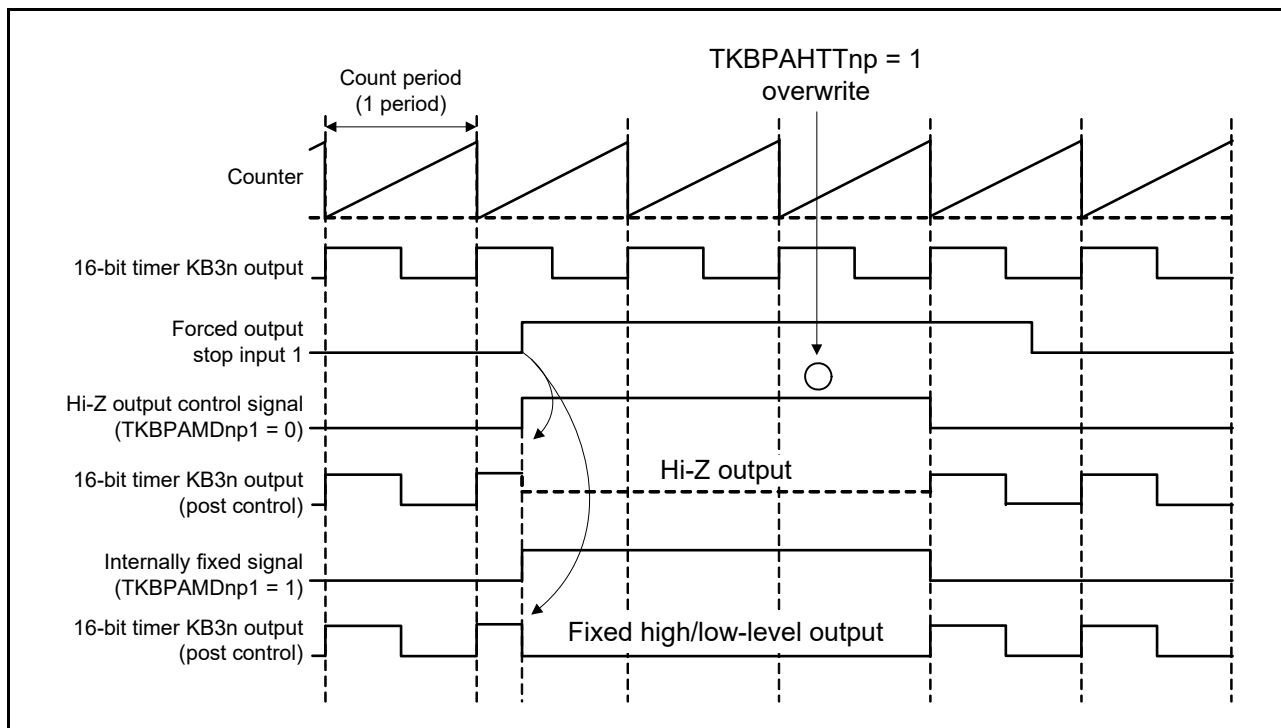 TKBPAHTTnp = 1
overwrite
Count period
(1 period)
Counter
16-bit timer KB3n output
Forced output
stop input 1
Hi-Z output control signal
(TKBPAMDnp1 = 0)
Hi-Z output
16-bit timer KB3n output
(post control)
Internally fixed signal
(TKBPAMDnp1 = 1)
16-bit timer KB3n output
(post control)
Fixed high/low-level output